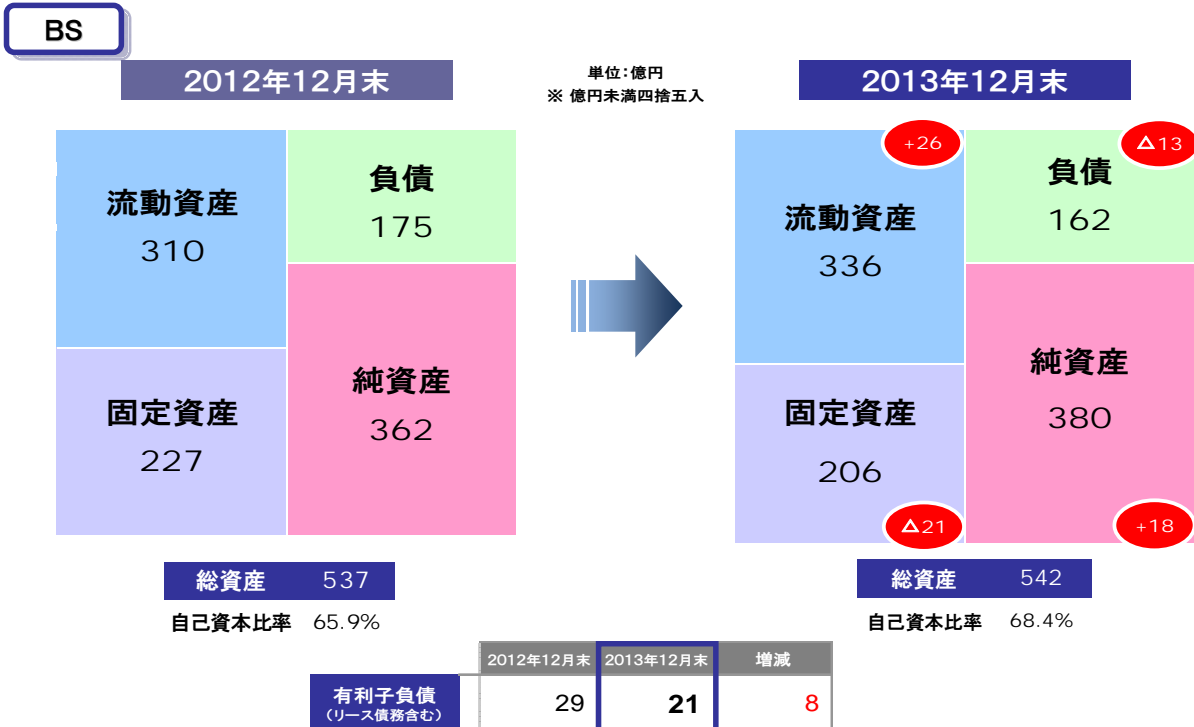 BS
2012年12月末
単位:億円
※ 億円未満四捨五入
2013年12月末
流動資産
310
負債
175
固定資産
227
純資産
362
+26
流動資産
336
△13
負債
162
固定資産
206
△21
純資産
380
+18
総資産 537
自己資本比率 65.9%
総資産 542
自己資本比率 68.4%
2012年12月末 2013年12月末 増減
有利子負債
(リース債務含む)
29 21 8